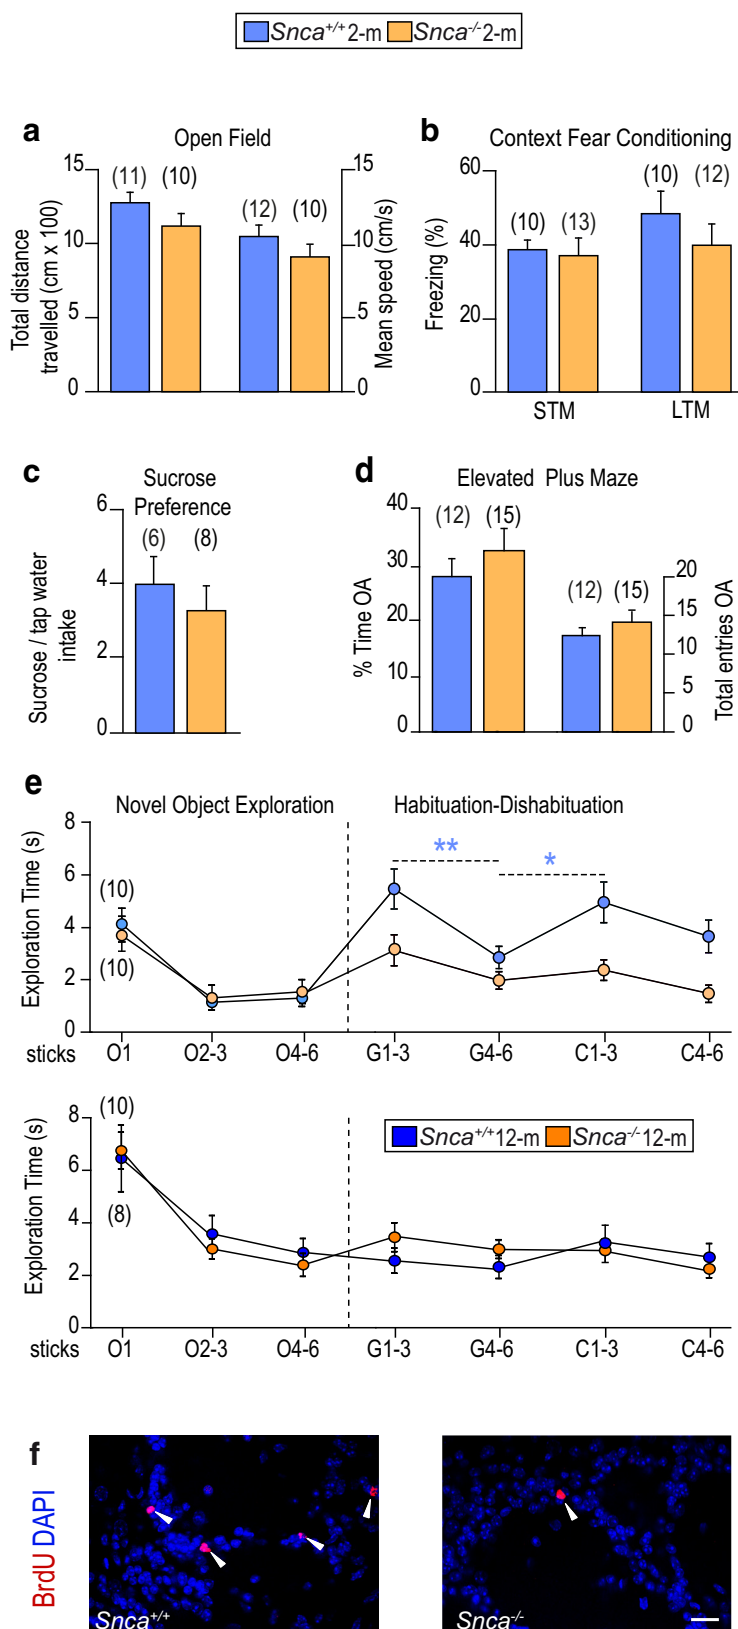 Snca+/+ 2-m Snca-/- 2-m
a
Open Field
15
10
5
0
Total distance
travelled (cm x 100)
(11) (10)
(12) (10)
15
10
5
0
Mean speed (cm/s)
b
Context Fear Conditioning
60
40
20
0
Freezing (%)
(10) (13)
(10) (12)
STM LTM
c
Sucrose
Preference
6
4
2
0
Sucrose / tap water
intake
(6) (8)
d
Elevated Plus Maze
40
30
20
10
0
% Time OA
(12) (15)
(12) (15)
20
15
10
5
0
Total entries OA
e
Novel Object Exploration Habituation-Dishabituation
8
6
4
2
0
Exploration Time (s)
(10)
(10)
** *
sticks O1 O2-3 O4-6 G1-3 G4-6 C1-3 C4-6
8
6
4
2
0
Exploration Time (s)
(10)
(8)
Snca+/+ 12-m Snca-/- 12-m
sticks O1 O2-3 O4-6 G1-3 G4-6 C1-3 C4-6
f
BrdU DAPI
Snca+/+
Snca-/-